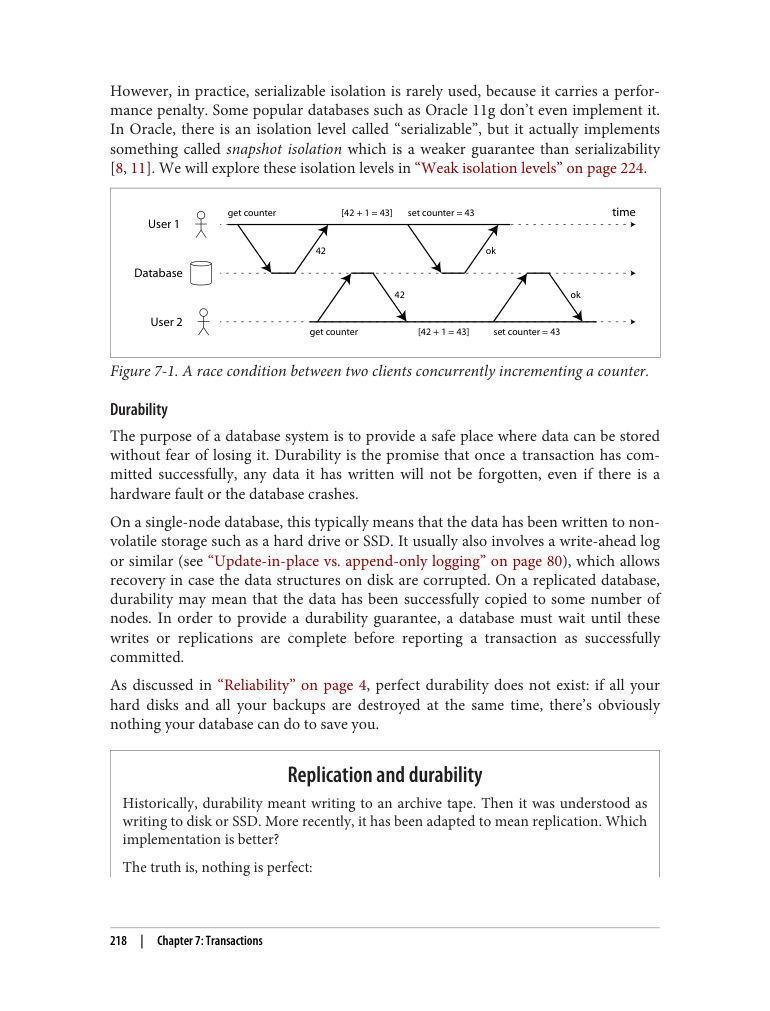 However, in practice, serializable isolation is rarely used, because it carries a perfor-
mance penalty. Some popular databases such as Oracle 11g don’t even implement it.
In Oracle, there is an isolation level called “serializable”, but it actually implements
something called snapshot isolation which is a weaker guarantee than serializability
[8, 11]. We will explore these isolation levels in “Weak isolation levels” on page 224.
get counter [42 + 1 = 43] set counter = 43 time
User 1
42 ok
Database
42 ok
User 2
get counter [42 + 1 = 43] set counter = 43
Figure 7-1. A race condition between two clients concurrently incrementing a counter.
Durability
The purpose of a database system is to provide a safe place where data can be stored
without fear of losing it. Durability is the promise that once a transaction has com-
mitted successfully, any data it has written will not be forgotten, even if there is a
hardware fault or the database crashes.
On a single-node database, this typically means that the data has been written to non-
volatile storage such as a hard drive or SSD. It usually also involves a write-ahead log
or similar (see “Update-in-place vs. append-only logging” on page 80), which allows
recovery in case the data structures on disk are corrupted. On a replicated database,
durability may mean that the data has been successfully copied to some number of
nodes. In order to provide a durability guarantee, a database must wait until these
writes or replications are complete before reporting a transaction as successfully
committed.
As discussed in “Reliability” on page 4, perfect durability does not exist: if all your
hard disks and all your backups are destroyed at the same time, there’s obviously
nothing your database can do to save you.
Replication and durability
Historically, durability meant writing to an archive tape. Then it was understood as
writing to disk or SSD. More recently, it has been adapted to mean replication. Which
implementation is better?
The truth is, nothing is perfect:
218 | Chapter 7: Transactions